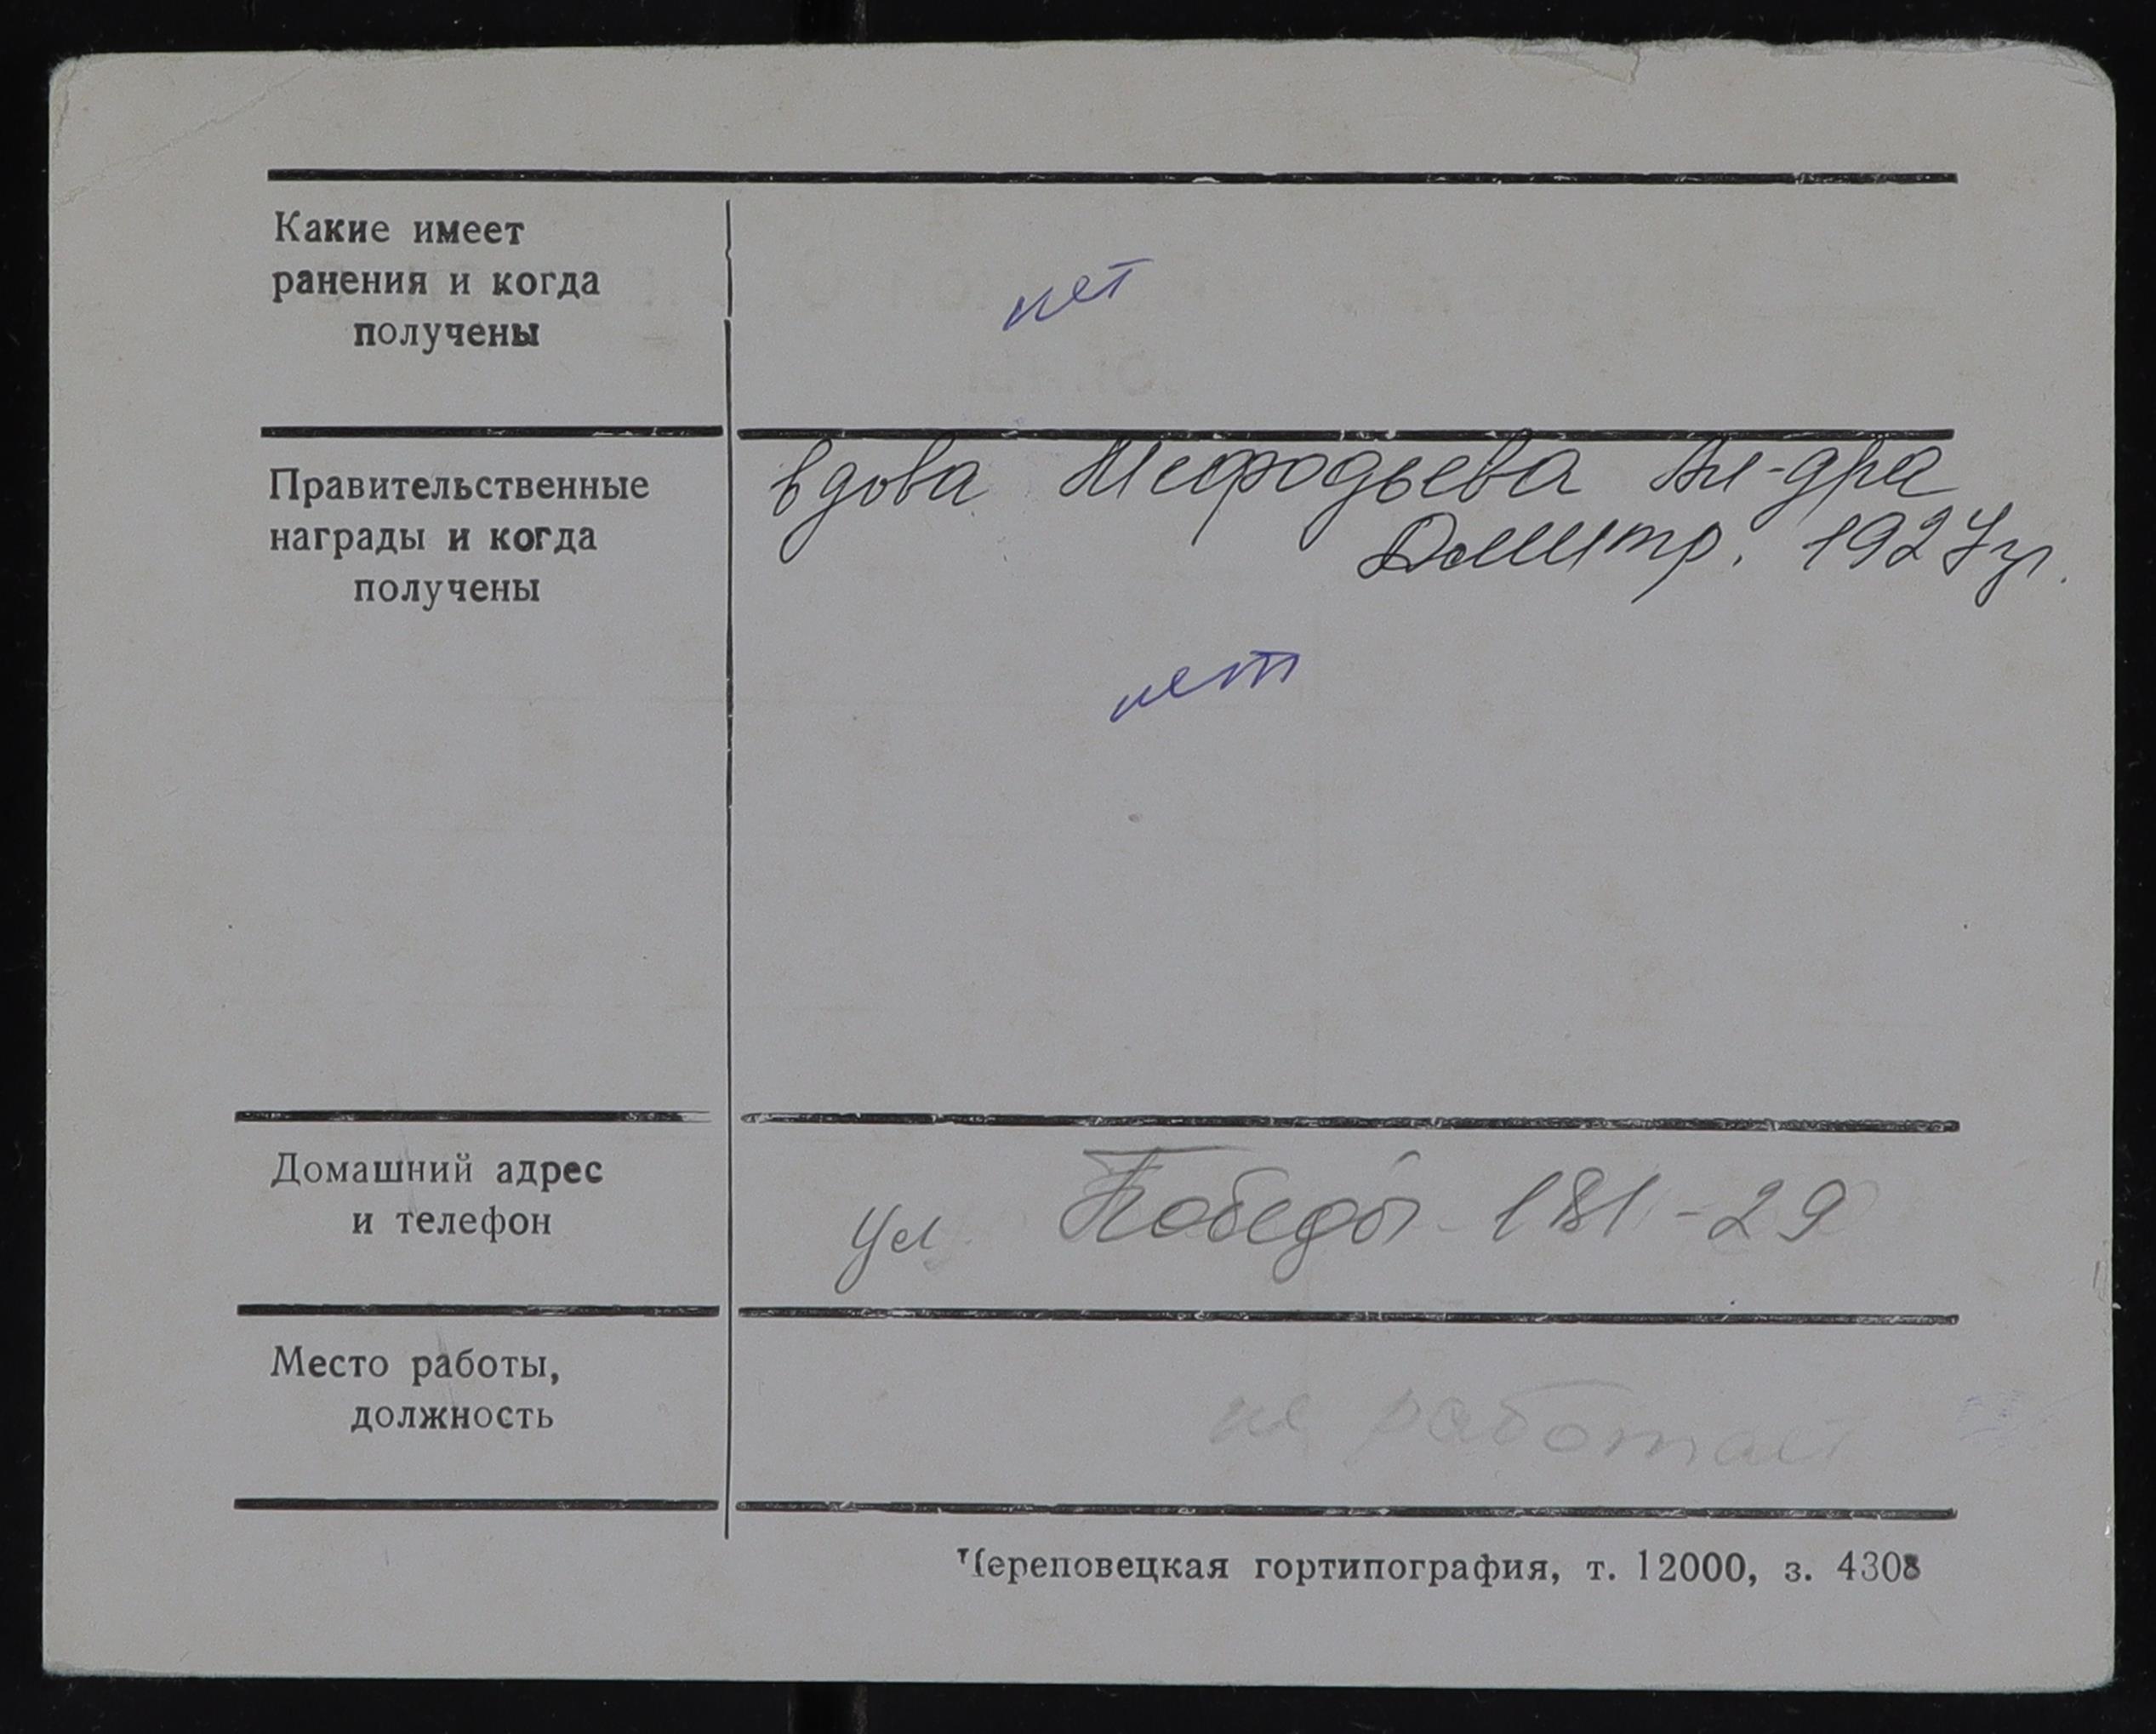 Какие имеет
ранения и когда
получены
нет
Правительственные
награды и когда
получены
вдова Мефодьева Ал-дра
Дмитр. 1927 г.
нет
Домашний адрес
и телефон
ул. Победы 181-29
Место работы,
должность
не работает
Череповецкая гортипография, т. 12000, з. 4308